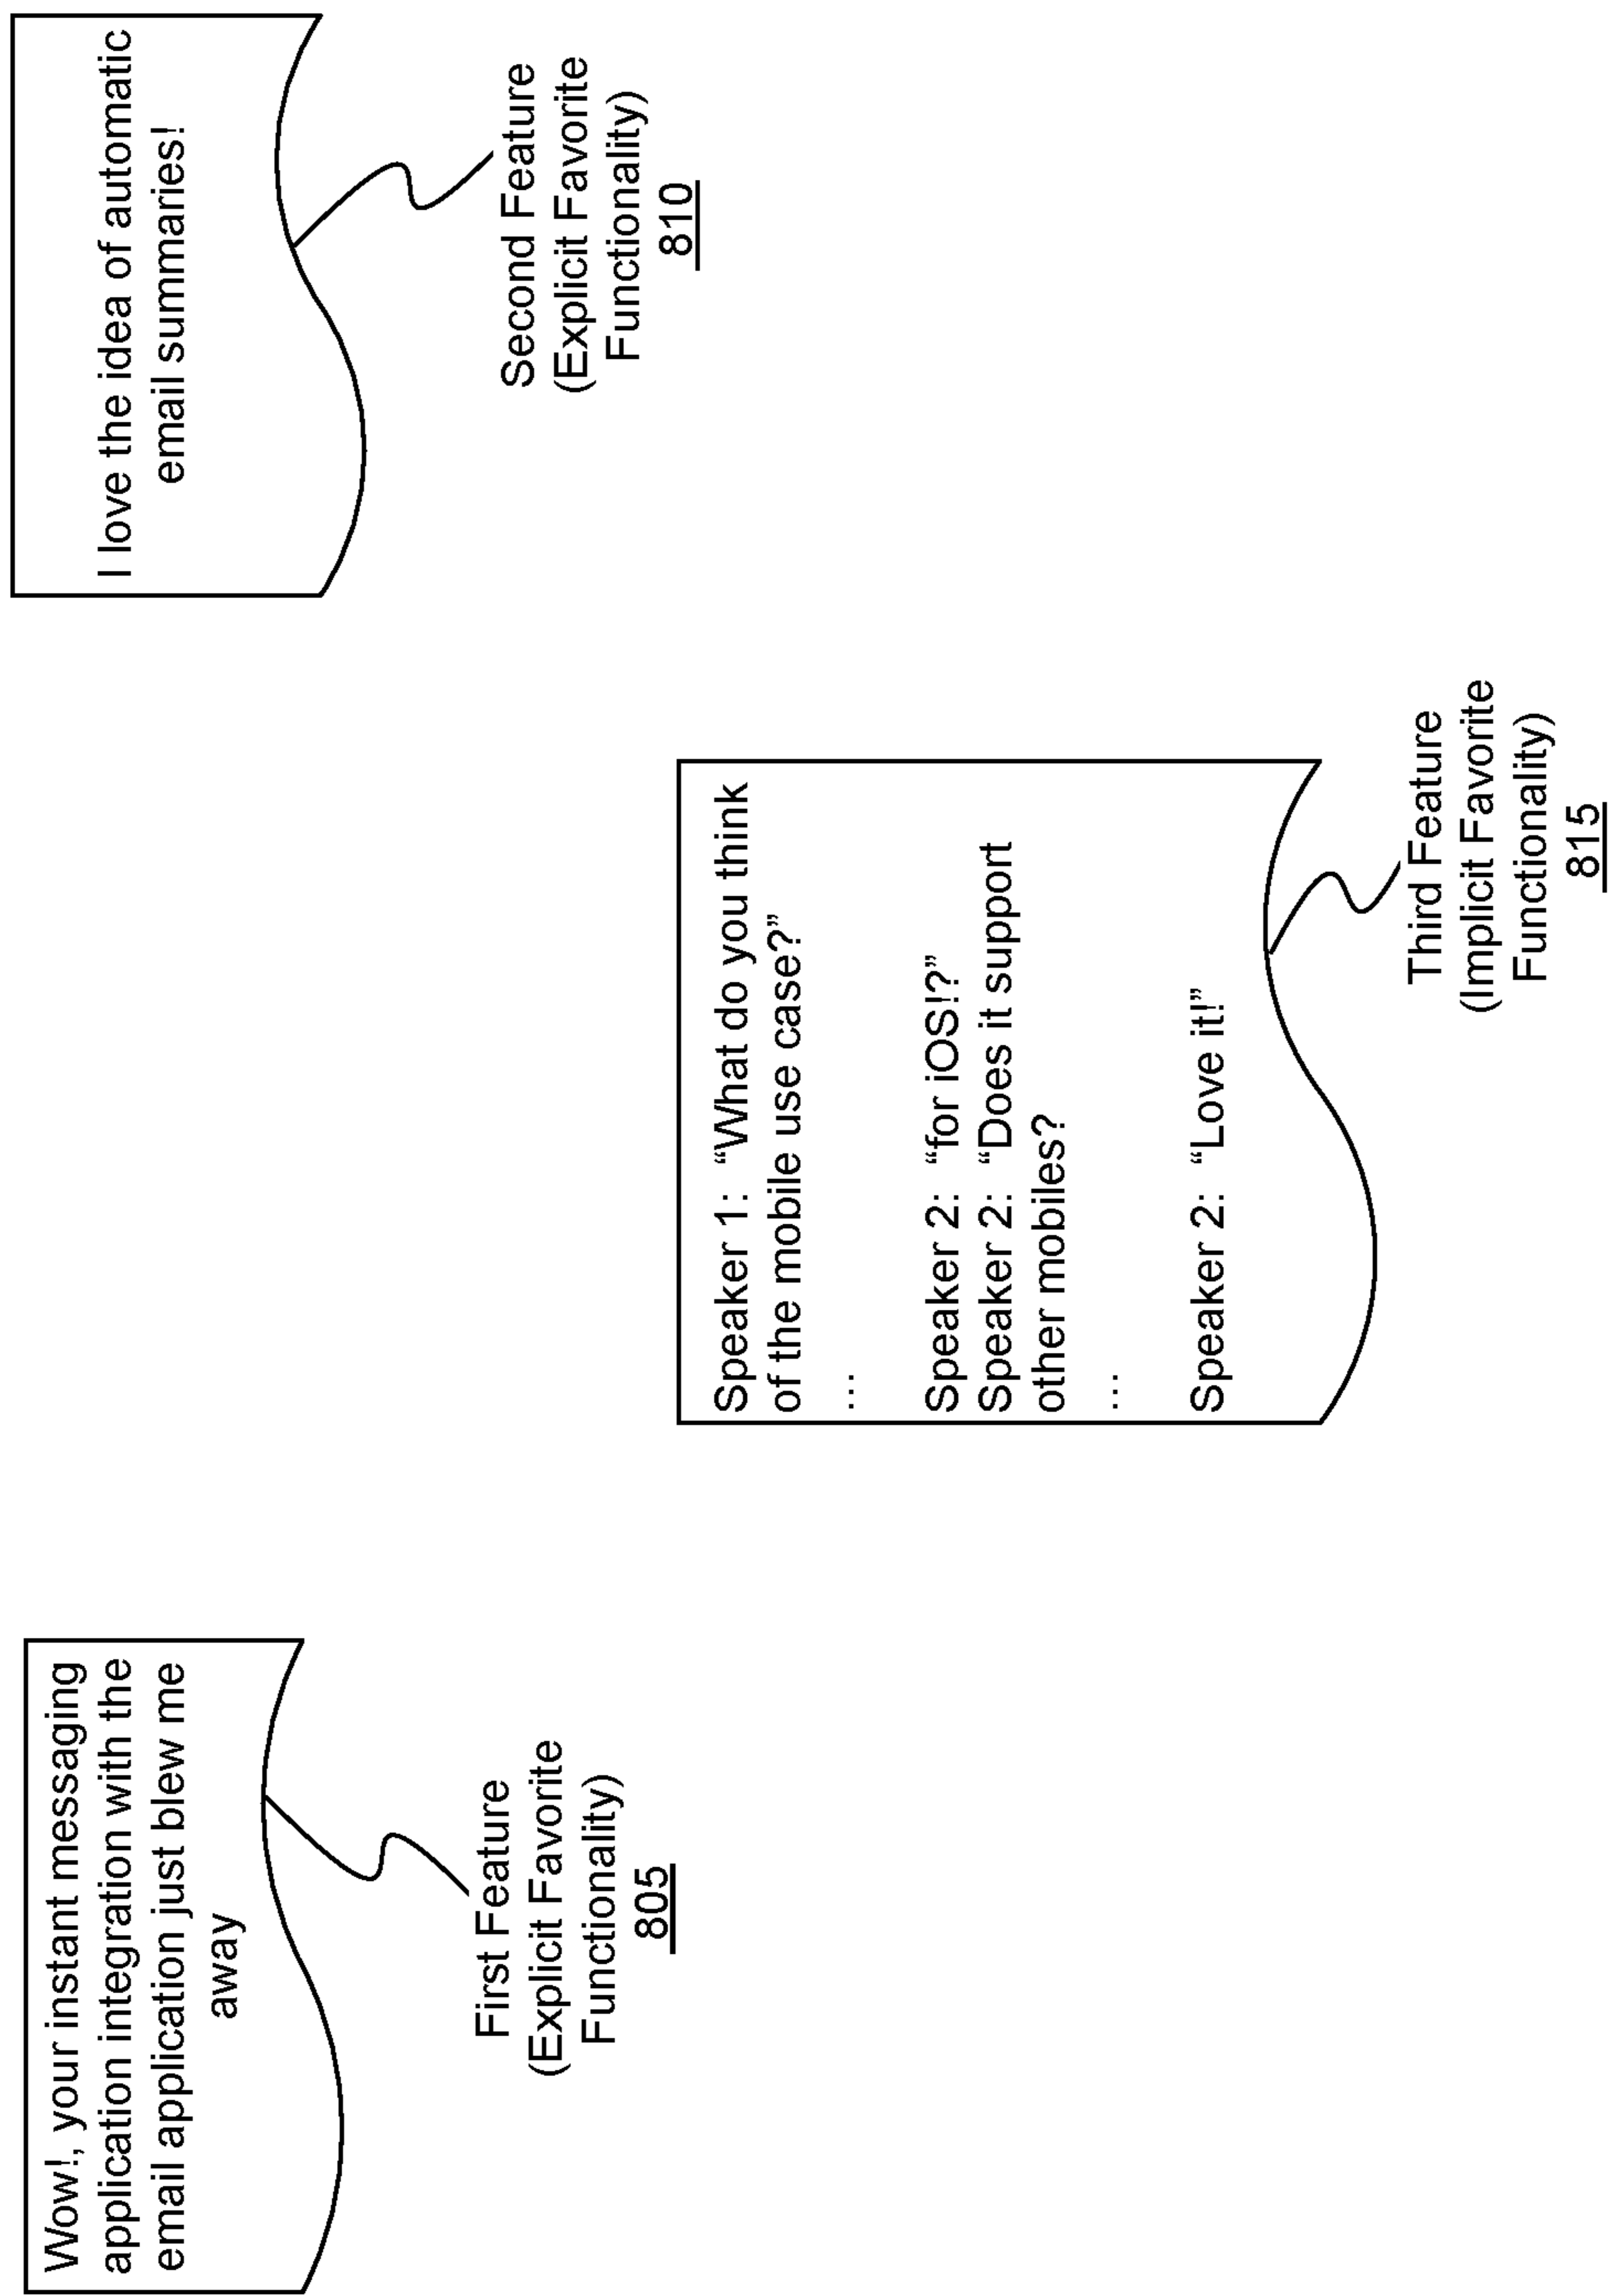 Wow!, your instant messaging
application integration with the
email application just blew me
away
First Feature
(Explicit Favorite
Functionality)
805
I love the idea of automatic
email summaries!
Second Feature
(Explicit Favorite
Functionality)
810
Speaker 1: “What do you think
of the mobile use case?”
...
Speaker 2: “for iOS!?”
Speaker 2: “Does it support
other mobiles?
...
Speaker 2: “Love it!”
Third Feature
(Implicit Favorite
Functionality)
815